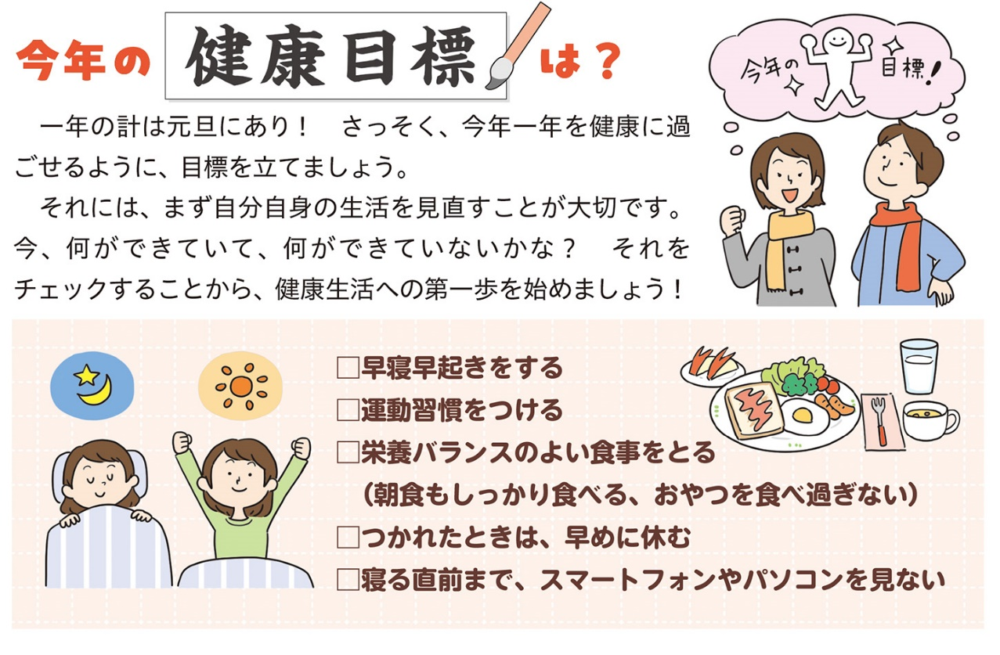 今年の健康目標は？
今年の 目標！
　一年の計は元旦にあり！　さっそく、今年一年を健康に過
ごせるように、目標を立てましょう。
　それには、まず自分自身の生活を見直すことが大切です。
今、何ができていて、何ができていないかな？　それを
チェックすることから、健康生活への第一歩を始めましょう！
□早寝早起きをする
□運動習慣をつける
□栄養バランスのよい食事をとる
（朝食もしっかり食べる、おやつを食べ過ぎない）
□つかれたときは、早めに休む
□寝る直前まで、スマートフォンやパソコンを見ない